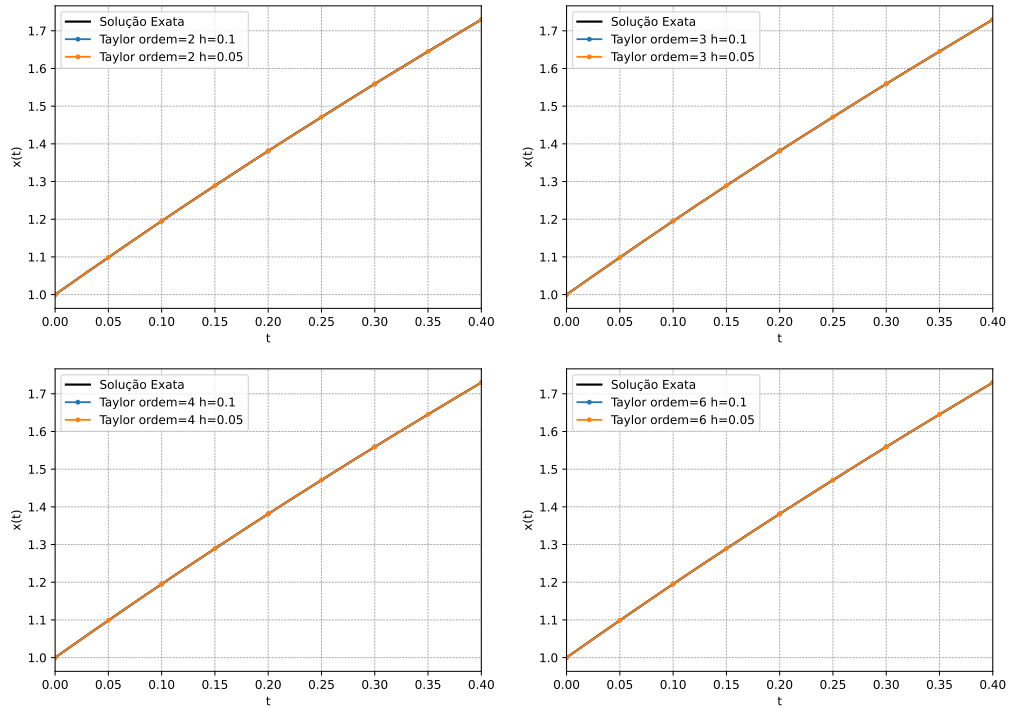 Solução Exata
Taylor ordem=2 h=0.1
Taylor ordem=2 h=0.05
1.7
1.6
1.5
1.4
1.3
1.2
1.1
1.0
x(t)
0.00 0.05 0.10 0.15 0.20 0.25 0.30 0.35 0.40
t
Solução Exata
Taylor ordem=3 h=0.1
Taylor ordem=3 h=0.05
1.7
1.6
1.5
1.4
1.3
1.2
1.1
1.0
x(t)
0.00 0.05 0.10 0.15 0.20 0.25 0.30 0.35 0.40
t
Solução Exata
Taylor ordem=4 h=0.1
Taylor ordem=4 h=0.05
1.7
1.6
1.5
1.4
1.3
1.2
1.1
1.0
x(t)
0.00 0.05 0.10 0.15 0.20 0.25 0.30 0.35 0.40
t
Solução Exata
Taylor ordem=6 h=0.1
Taylor ordem=6 h=0.05
1.7
1.6
1.5
1.4
1.3
1.2
1.1
1.0
x(t)
0.00 0.05 0.10 0.15 0.20 0.25 0.30 0.35 0.40
t